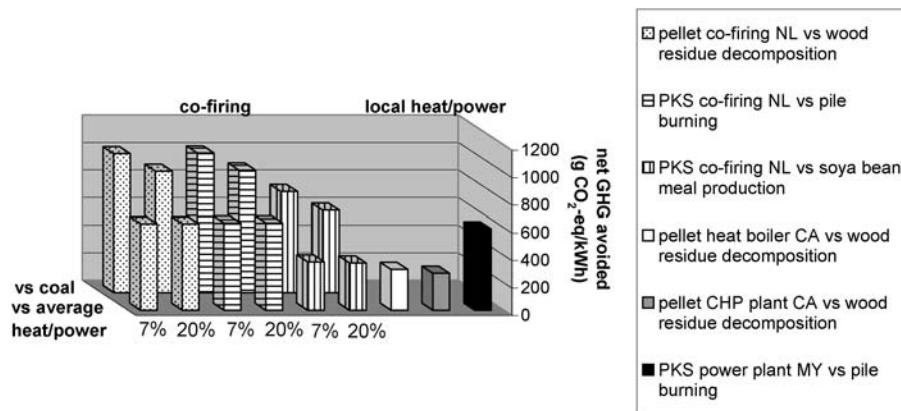 co-firing
local heat/power
vs coal
vs average
heat/power
7% 20% 7% 20% 7% 20%
1200
1000
800
600
400
200
0
net GHG avoided
(g CO₂-eq/kWh)
pellet co-firing NL vs wood
residue decomposition
PKS co-firing NL vs pile
burning
PKS co-firing NL vs soya bean
meal production
pellet heat boiler CA vs wood
residue decomposition
pellet CHP plant CA vs wood
residue decomposition
PKS power plant MY vs pile
burning